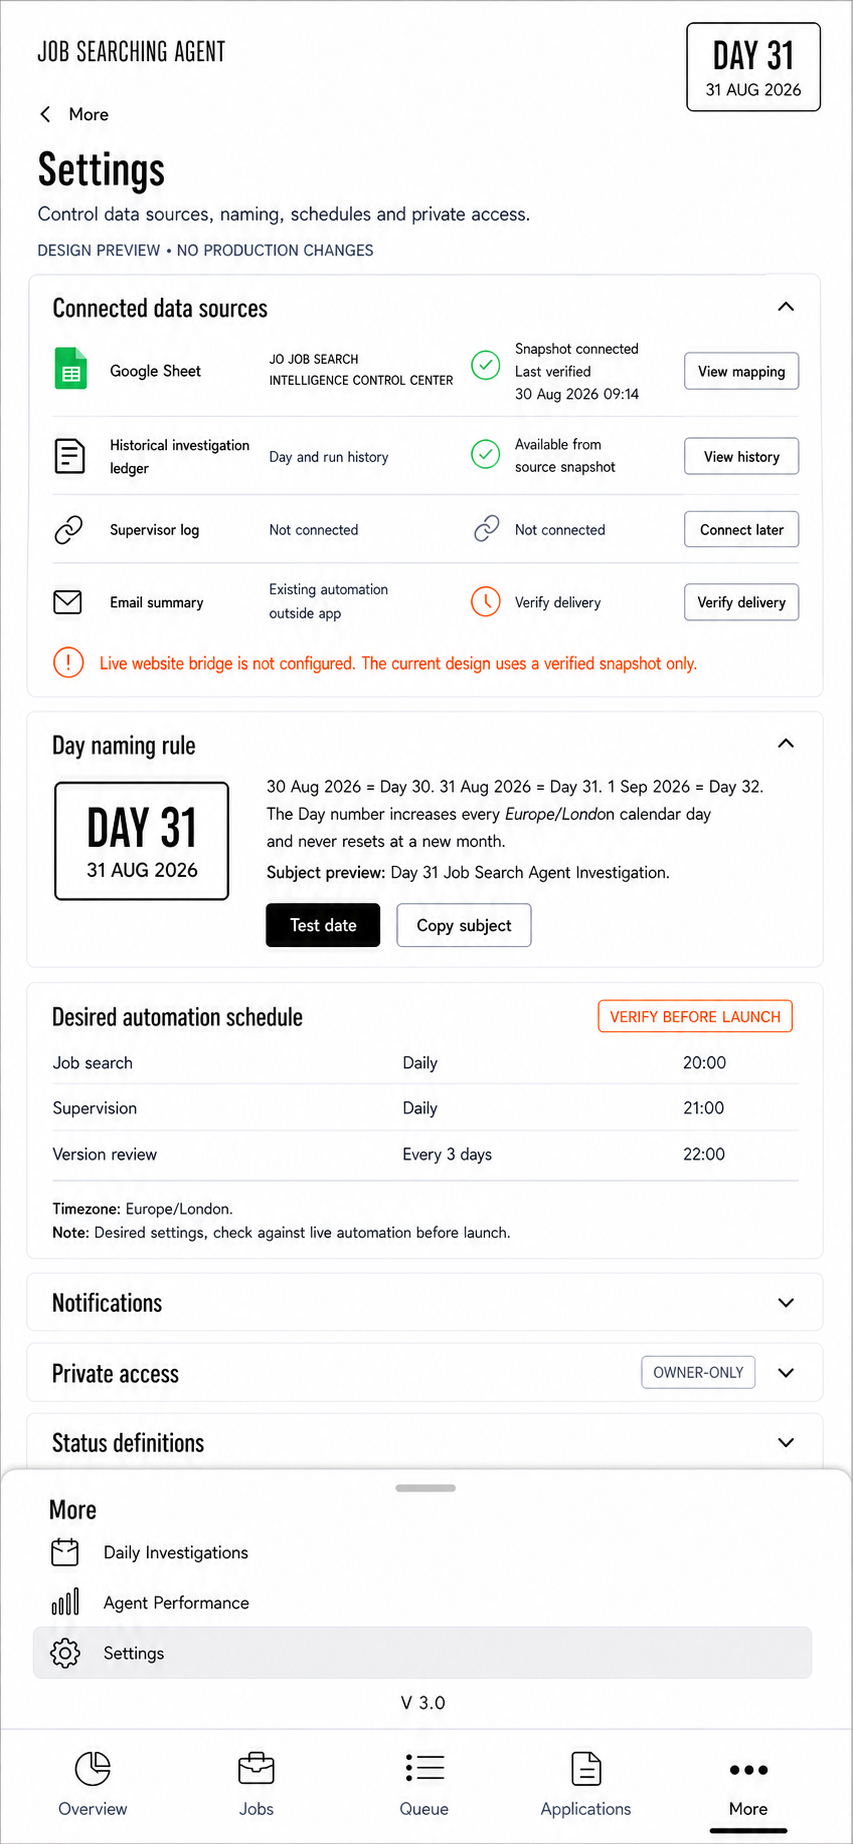 JOB SEARCHING AGENT
DAY 31
31 AUG 2026
More
Settings
Control data sources, naming, schedules and private access.
DESIGN PREVIEW • NO PRODUCTION CHANGES
Connected data sources
Google Sheet
JO JOB SEARCH
INTELLIGENCE CONTROL CENTER
Snapshot connected
Last verified
30 Aug 2026 09:14
View mapping
Historical investigation
ledger
Day and run history
Available from
source snapshot
View history
Supervisor log
Not connected
Not connected
Connect later
Email summary
Existing automation
outside app
Verify delivery
Verify delivery
Live website bridge is not configured. The current design uses a verified snapshot only.
Day naming rule
DAY 31
31 AUG 2026
30 Aug 2026 = Day 30. 31 Aug 2026 = Day 31. 1 Sep 2026 = Day 32.
The Day number increases every Europe/London calendar day
and never resets at a new month.
Subject preview: Day 31 Job Search Agent Investigation.
Test date
Copy subject
Desired automation schedule
VERIFY BEFORE LAUNCH
Job search Daily 20:00
Supervision Daily 21:00
Version review Every 3 days 22:00
Timezone: Europe/London.
Note: Desired settings, check against live automation before launch.
Notifications
Private access
OWNER-ONLY
Status definitions
More
Daily Investigations
Agent Performance
Settings
V 3.0
Overview
Jobs
Queue
Applications
More